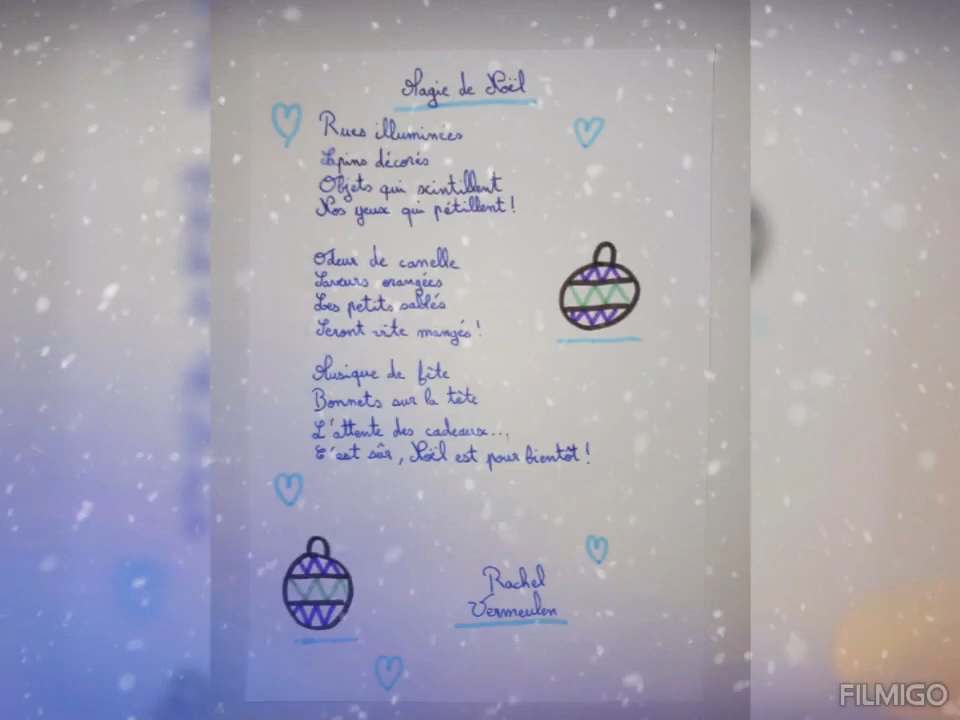 Magie de Noël
Rues illuminées
Sapins décorés
Objets qui scintillent
Nos yeux qui pétillent !
Odeur de canelle
Saveurs orangées
Les petits sablés
Seront vite mangés !
Musique de fête
Bonnets sur la tête
L'attente des cadeaux...
C'est sûr, Noël est pour bientôt !
Rachel
Vermeulen
FILMIGO